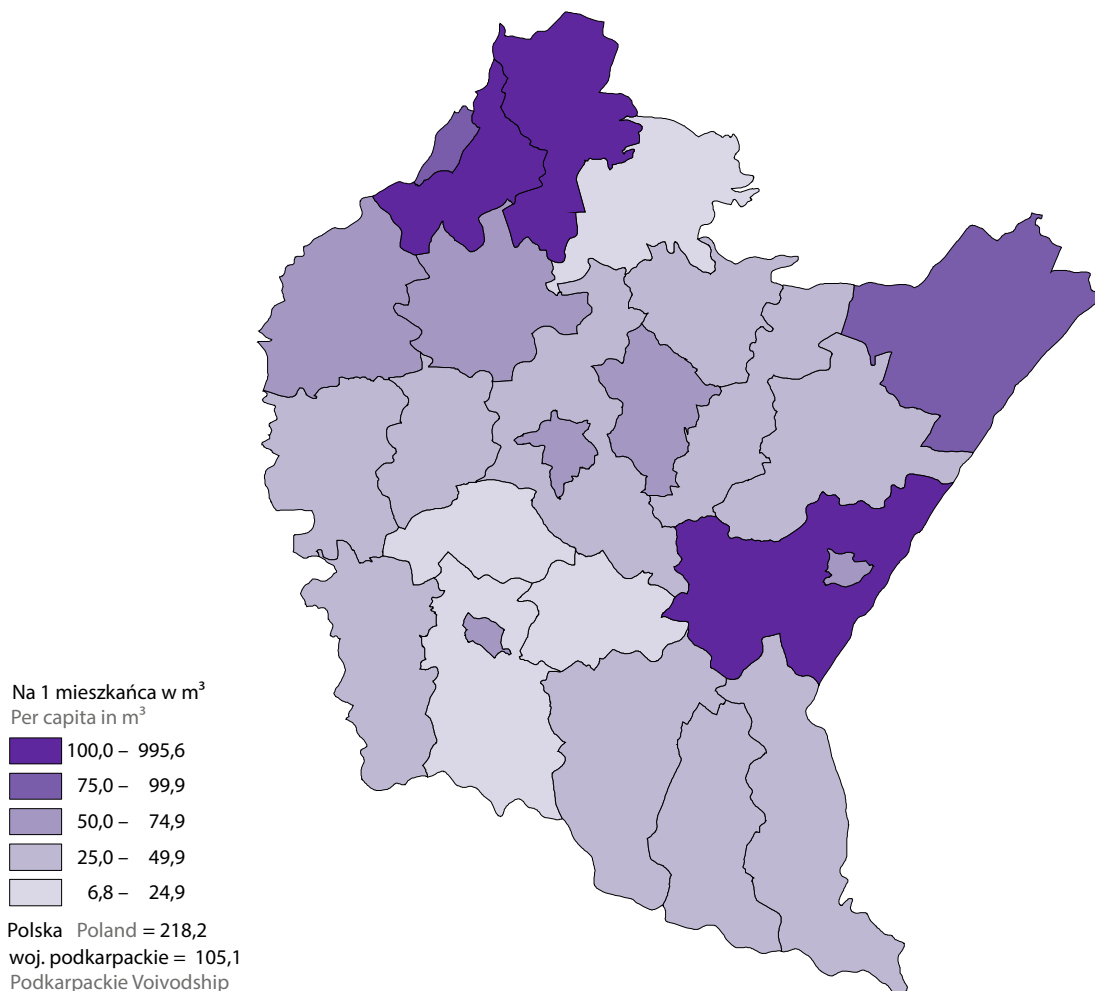 Na 1 mieszkańca w m³
Per capita in m³
100,0 – 995,6
75,0 – 99,9
50,0 – 74,9
25,0 – 49,9
6,8 – 24,9
Polska Poland = 218,2
woj. podkarpackie = 105,1
Podkarpackie Voivodship